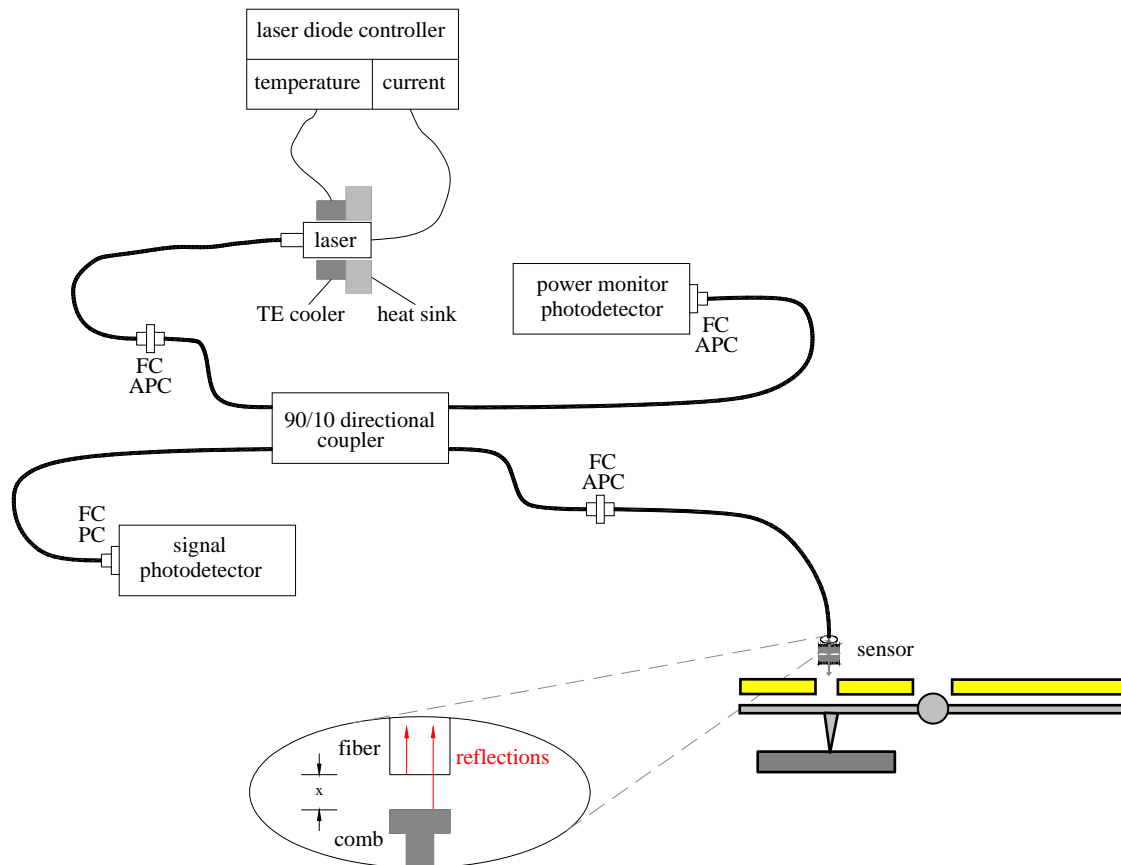 laser diode controller
temperature
current
laser
TE cooler
heat sink
power monitor
photodetector
FC
APC
FC
APC
90/10 directional
coupler
FC
APC
FC
PC
signal
photodetector
sensor
fiber
reflections
x
comb